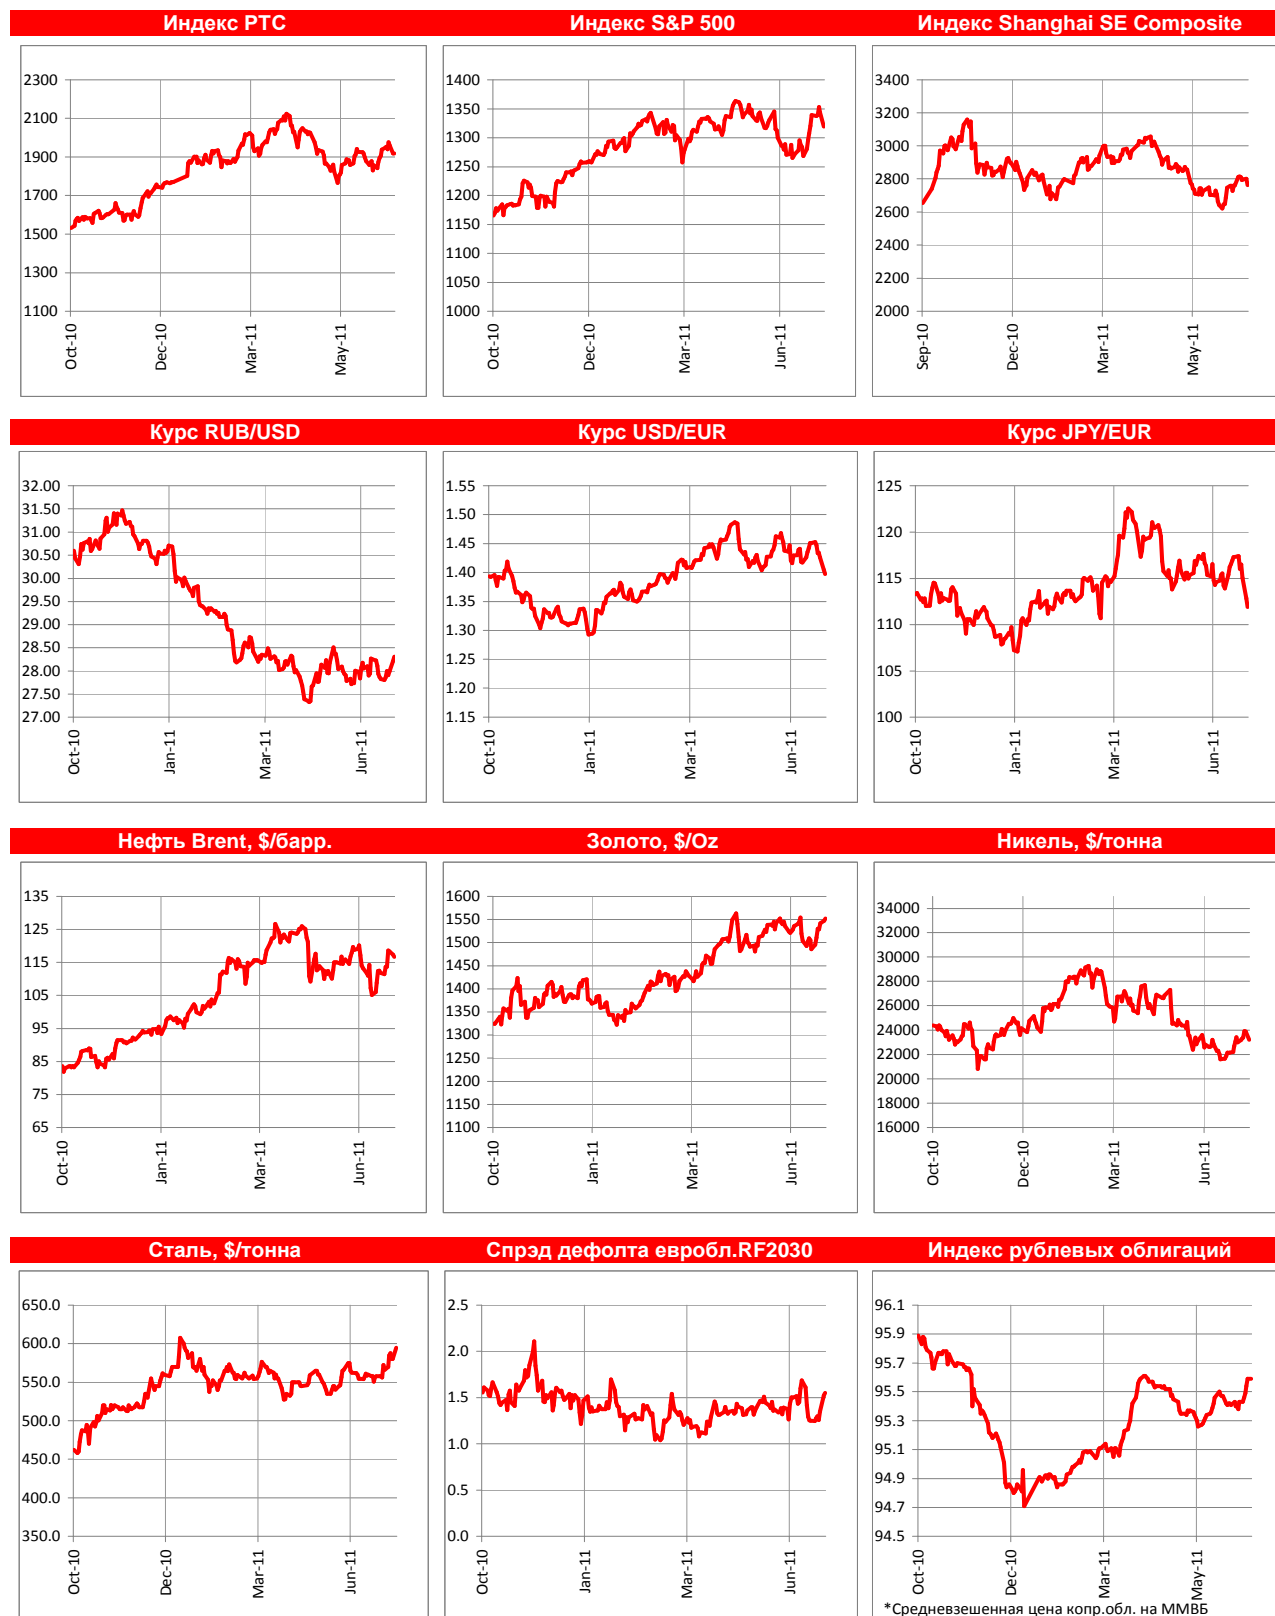 Индекс РТС
Индекс S&P 500
Индекс Shanghai SE Composite
2300
2100
1900
1700
1500
1300
1100
Oct-10
Dec-10
Mar-11
May-11
1400
1350
1300
1250
1200
1150
1100
1050
1000
Oct-10
Dec-10
Mar-11
Jun-11
3400
3200
3000
2800
2600
2400
2200
2000
Sep-10
Dec-10
Mar-11
May-11
Курс RUB/USD
Курс USD/EUR
Курс JPY/EUR
32.00
31.50
31.00
30.50
30.00
29.50
29.00
28.50
28.00
27.50
27.00
Oct-10
Jan-11
Mar-11
Jun-11
1.55
1.50
1.45
1.40
1.35
1.30
1.25
1.20
1.15
Oct-10
Jan-11
Mar-11
Jun-11
125
120
115
110
105
100
Oct-10
Jan-11
Mar-11
Jun-11
Нефть Brent, $/барр.
Золото, $/Oz
Никель, $/тонна
135
125
115
105
95
85
75
65
Oct-10
Jan-11
Mar-11
Jun-11
1600
1550
1500
1450
1400
1350
1300
1250
1200
1150
1100
Oct-10
Jan-11
Mar-11
Jun-11
34000
32000
30000
28000
26000
24000
22000
20000
18000
16000
Oct-10
Dec-10
Mar-11
Jun-11
Сталь, $/тонна
Спрэд дефолта евробл.RF2030
Индекс рублевых облигаций
650.0
600.0
550.0
500.0
450.0
400.0
350.0
Oct-10
Dec-10
Mar-11
Jun-11
2.5
2.0
1.5
1.0
0.5
0.0
Oct-10
Jan-11
Mar-11
Jun-11
96.1
95.9
95.7
95.5
95.3
95.1
94.9
94.7
94.5
Oct-10
Dec-10
Mar-11
May-11
*Средневзешенная цена копр.обл. на ММВБ